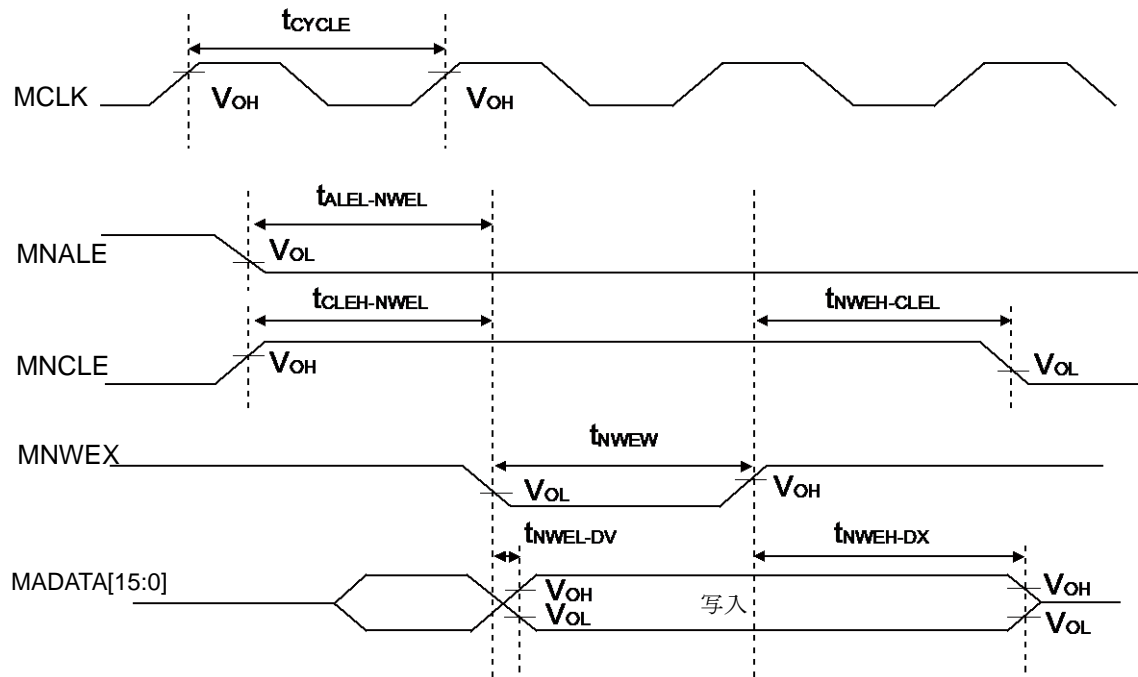 tCYCLE
MCLK
VOH
VOH
tALEL-NWEL
MNALE
VOL
tCLEH-NWEL
tNWEH-CLEL
MNCLE
VOH
VOL
MNWEX
tNWEW
VOL
VOH
tNWEL-DV
tNWEH-DX
MADATA[15:0]
VOH
VOL
写入
VOH
VOL